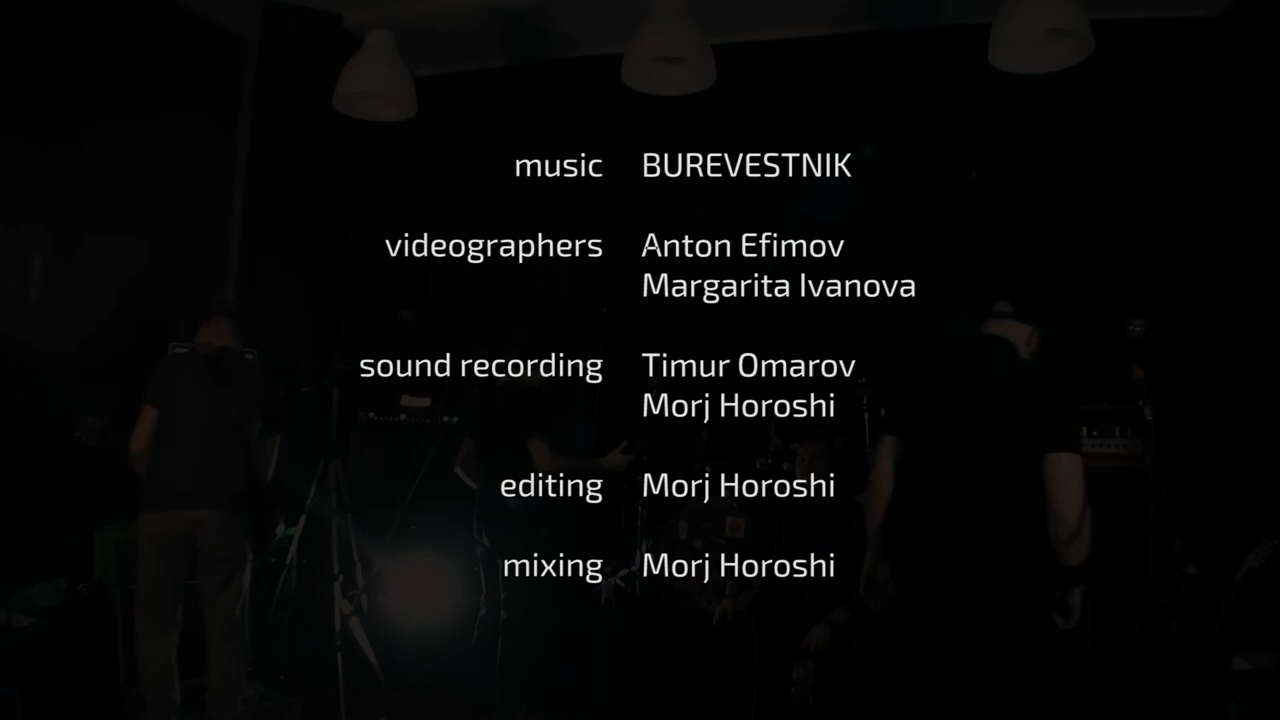 music BUREVESTNIK
videographers Anton Efimov
Margarita Ivanova
sound recording Timur Omarov
Morj Horoshi
editing Morj Horoshi
mixing Morj Horoshi